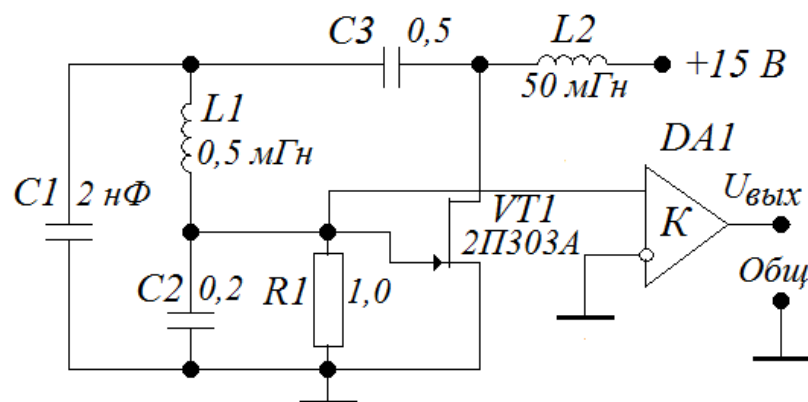 C3 0,5
L2
50 мГн
+15 В
L1
0,5 мГн
C1 2 нФ
DA1
K
Uвых
VT1
2П303А
Общ
C2 0,2
R1 1,0